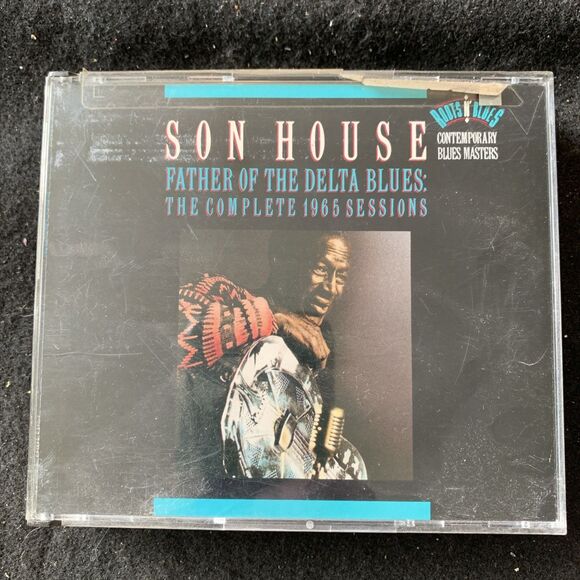 ROOTS N' BLUES
CONTEMPORARY
BLUES MASTERS
SON HOUSE
FATHER OF THE DELTA BLUES:
THE COMPLETE 1965 SESSIONS